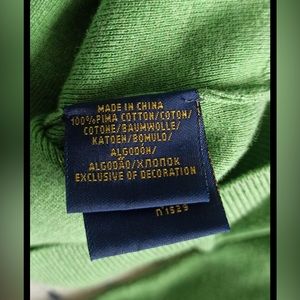 MADE IN CHINA
100%PIMA COTTON/COTON/
COTONE/BAUMWOLLE/
KATOEN/BOMULD/
ALGODÓN/
ALGODÃO/ХЛОПОК
EXCLUSIVE OF DECORATION